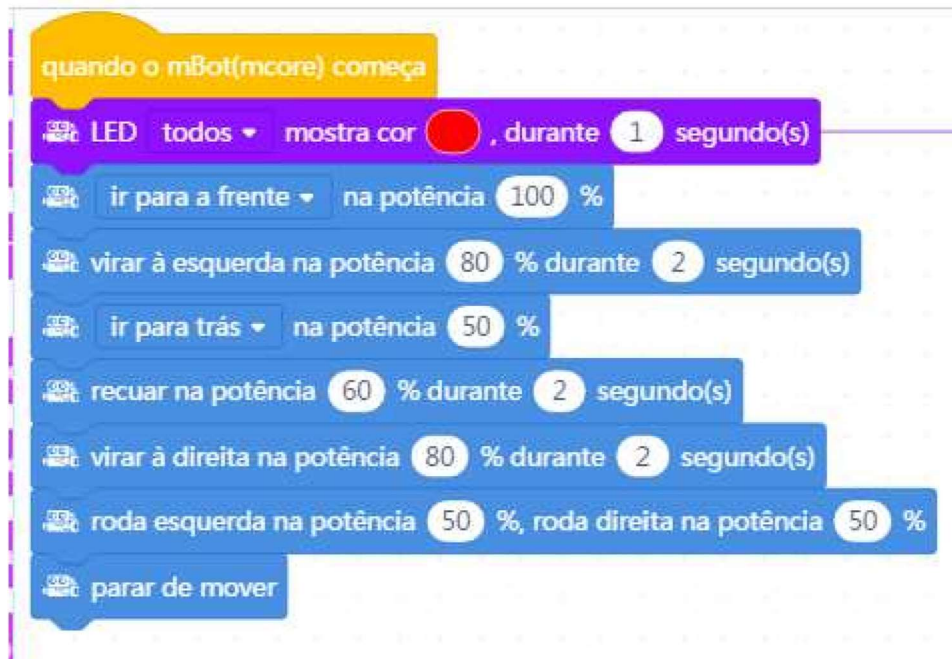 quando o mBot(mcore) começa
LED todos mostra cor , durante 1 segundo(s)
ir para a frente na potência 100 %
virar à esquerda na potência 80 % durante 2 segundo(s)
ir para trás na potência 50 %
recuar na potência 60 % durante 2 segundo(s)
virar à direita na potência 80 % durante 2 segundo(s)
roda esquerda na potência 50 %, roda direita na potência 50 %
parar de mover